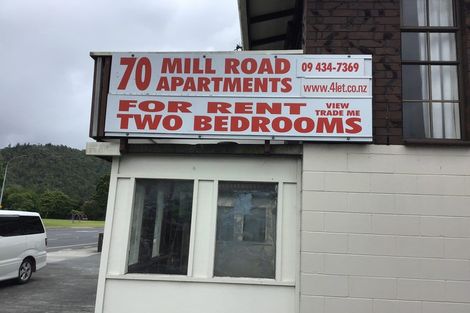 70 MILL ROAD APARTMENTS
09 434-7369
www.4let.co.nz
FOR RENT
TWO BEDROOMS
VIEW
TRADE ME